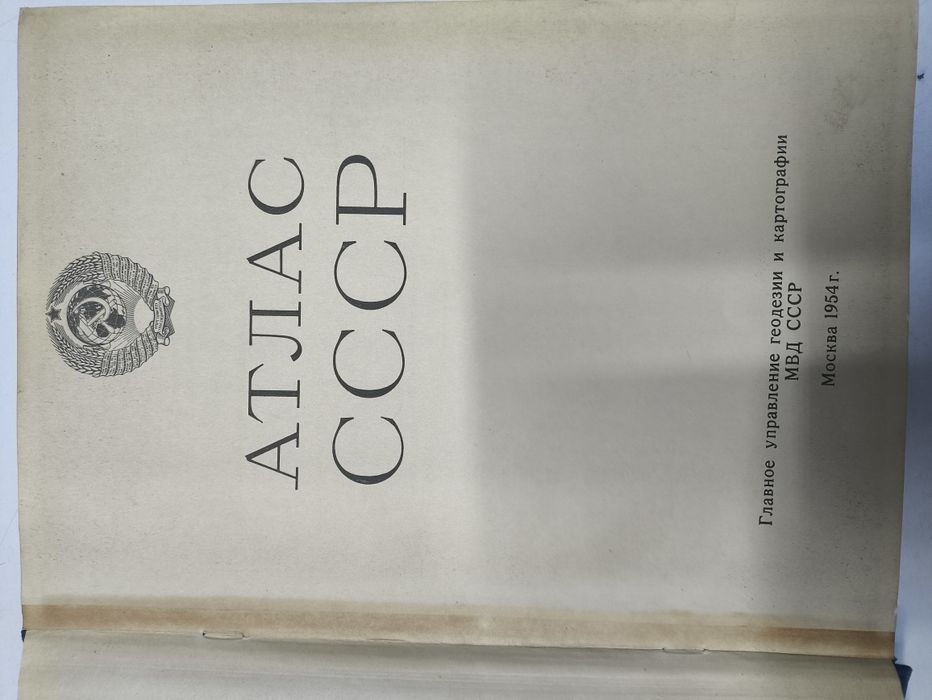 АТЛАС
СССР
Главное управление геодезии и картографии
МВД СССР
Москва 1954 г.